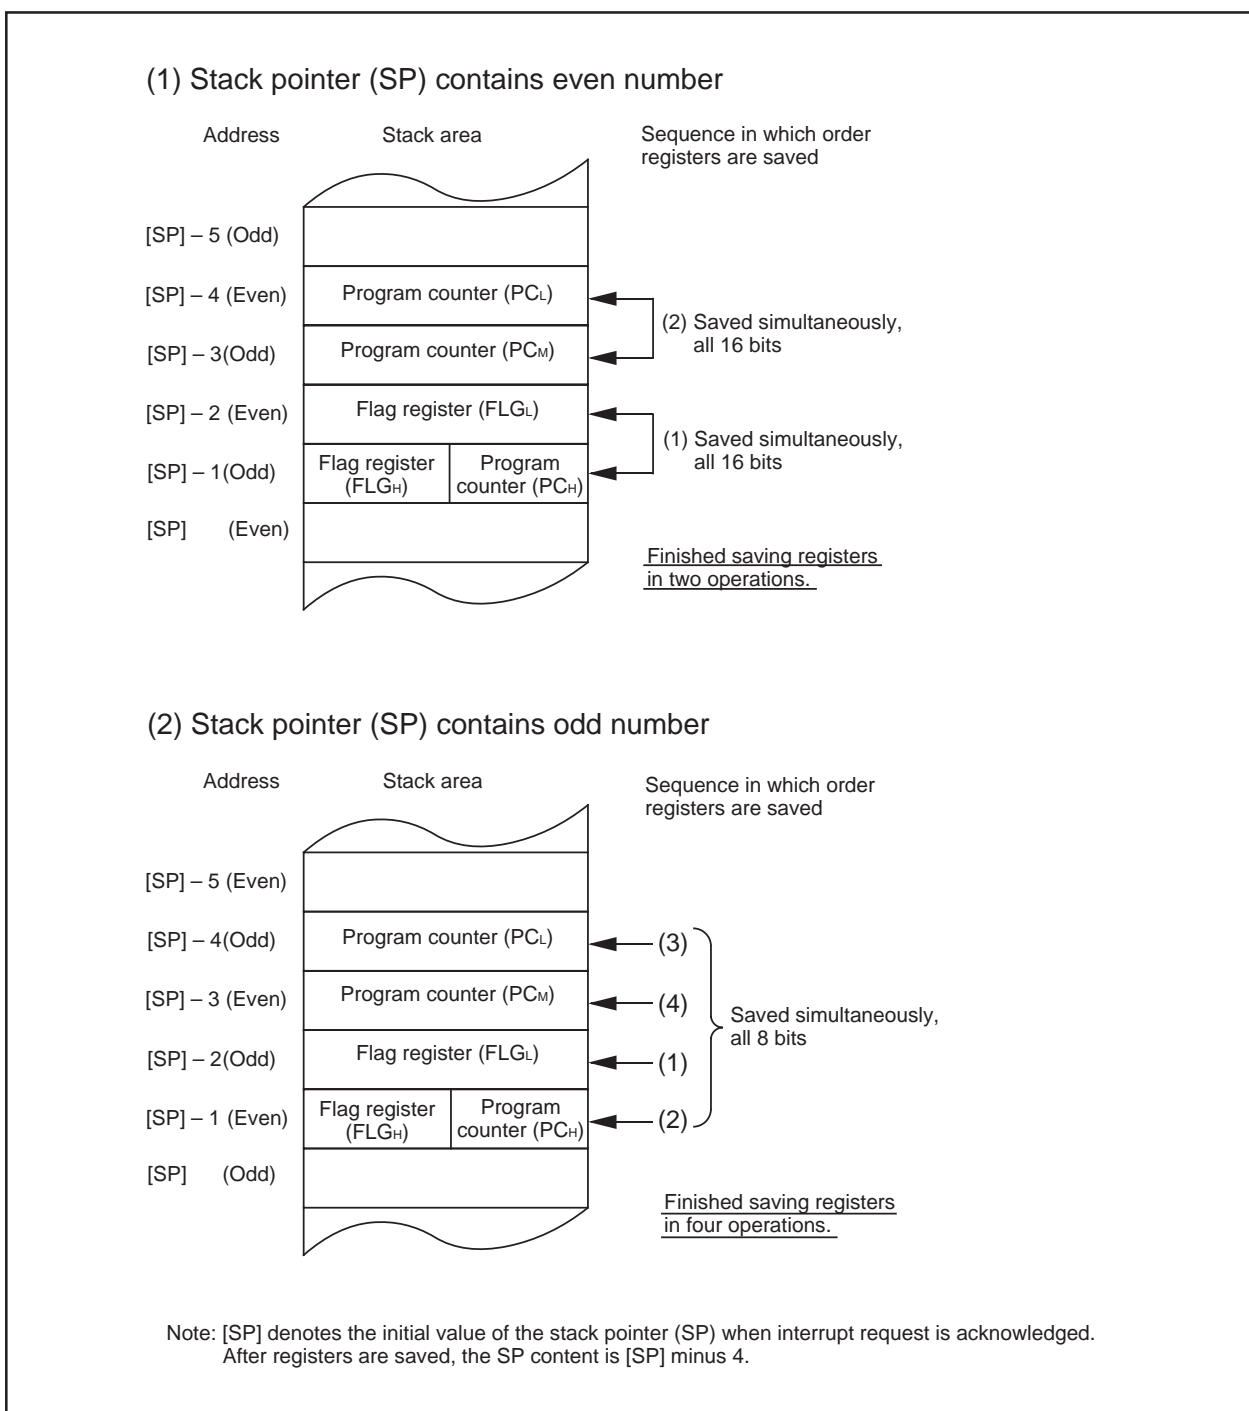 (1) Stack pointer (SP) contains even number
Address
Stack area
Sequence in which order
registers are saved
[SP] – 5 (Odd)
[SP] – 4 (Even)
Program counter (PCL)
(2) Saved simultaneously,
all 16 bits
[SP] – 3(Odd)
Program counter (PCM)
[SP] – 2 (Even)
Flag register (FLGL)
(1) Saved simultaneously,
all 16 bits
[SP] – 1(Odd)
Flag register
(FLGH)
Program
counter (PCH)
[SP] (Even)
Finished saving registers
in two operations.
(2) Stack pointer (SP) contains odd number
Address
Stack area
Sequence in which order
registers are saved
[SP] – 5 (Even)
[SP] – 4(Odd)
Program counter (PCL)
(3)
[SP] – 3 (Even)
Program counter (PCM)
(4)
Saved simultaneously,
all 8 bits
[SP] – 2(Odd)
Flag register (FLGL)
(1)
[SP] – 1 (Even)
Flag register
(FLGH)
Program
counter (PCH)
(2)
[SP] (Odd)
Finished saving registers
in four operations.
Note: [SP] denotes the initial value of the stack pointer (SP) when interrupt request is acknowledged.
After registers are saved, the SP content is [SP] minus 4.